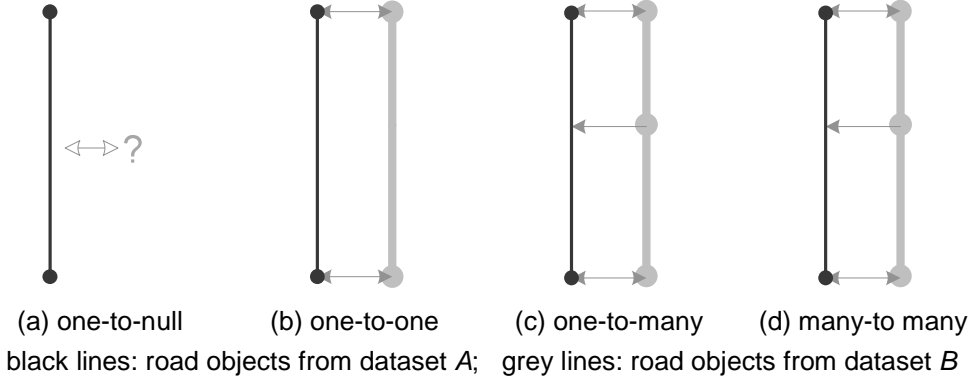 ?
(a) one-to-null (b) one-to-one (c) one-to-many (d) many-to many
black lines: road objects from dataset A; grey lines: road objects from dataset B